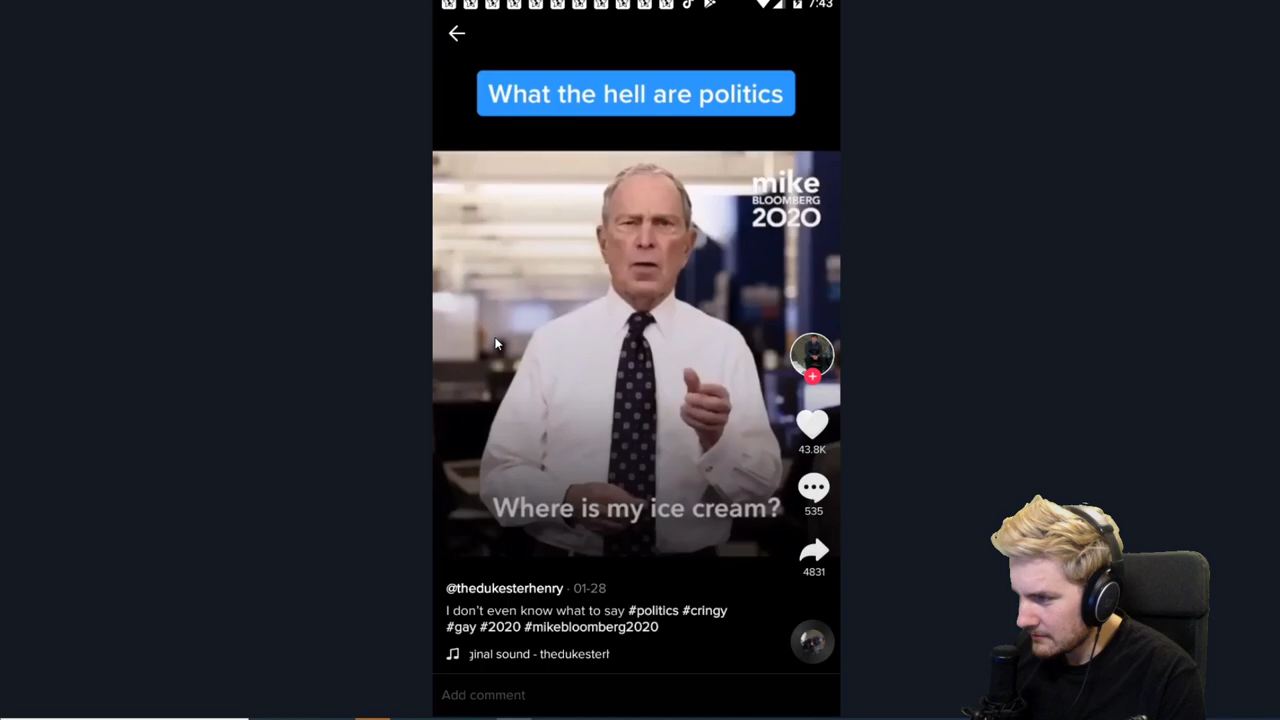 7:43
What the hell are politics
mike
BLOOMBERG
2020
43.8K
Where is my ice cream?
535
4831
@thedukesterhenry · 01-28
I don't even know what to say #politics #cringy
#gay #2020 #mikebloomberg2020
ginal sound - thedukester
Add comment